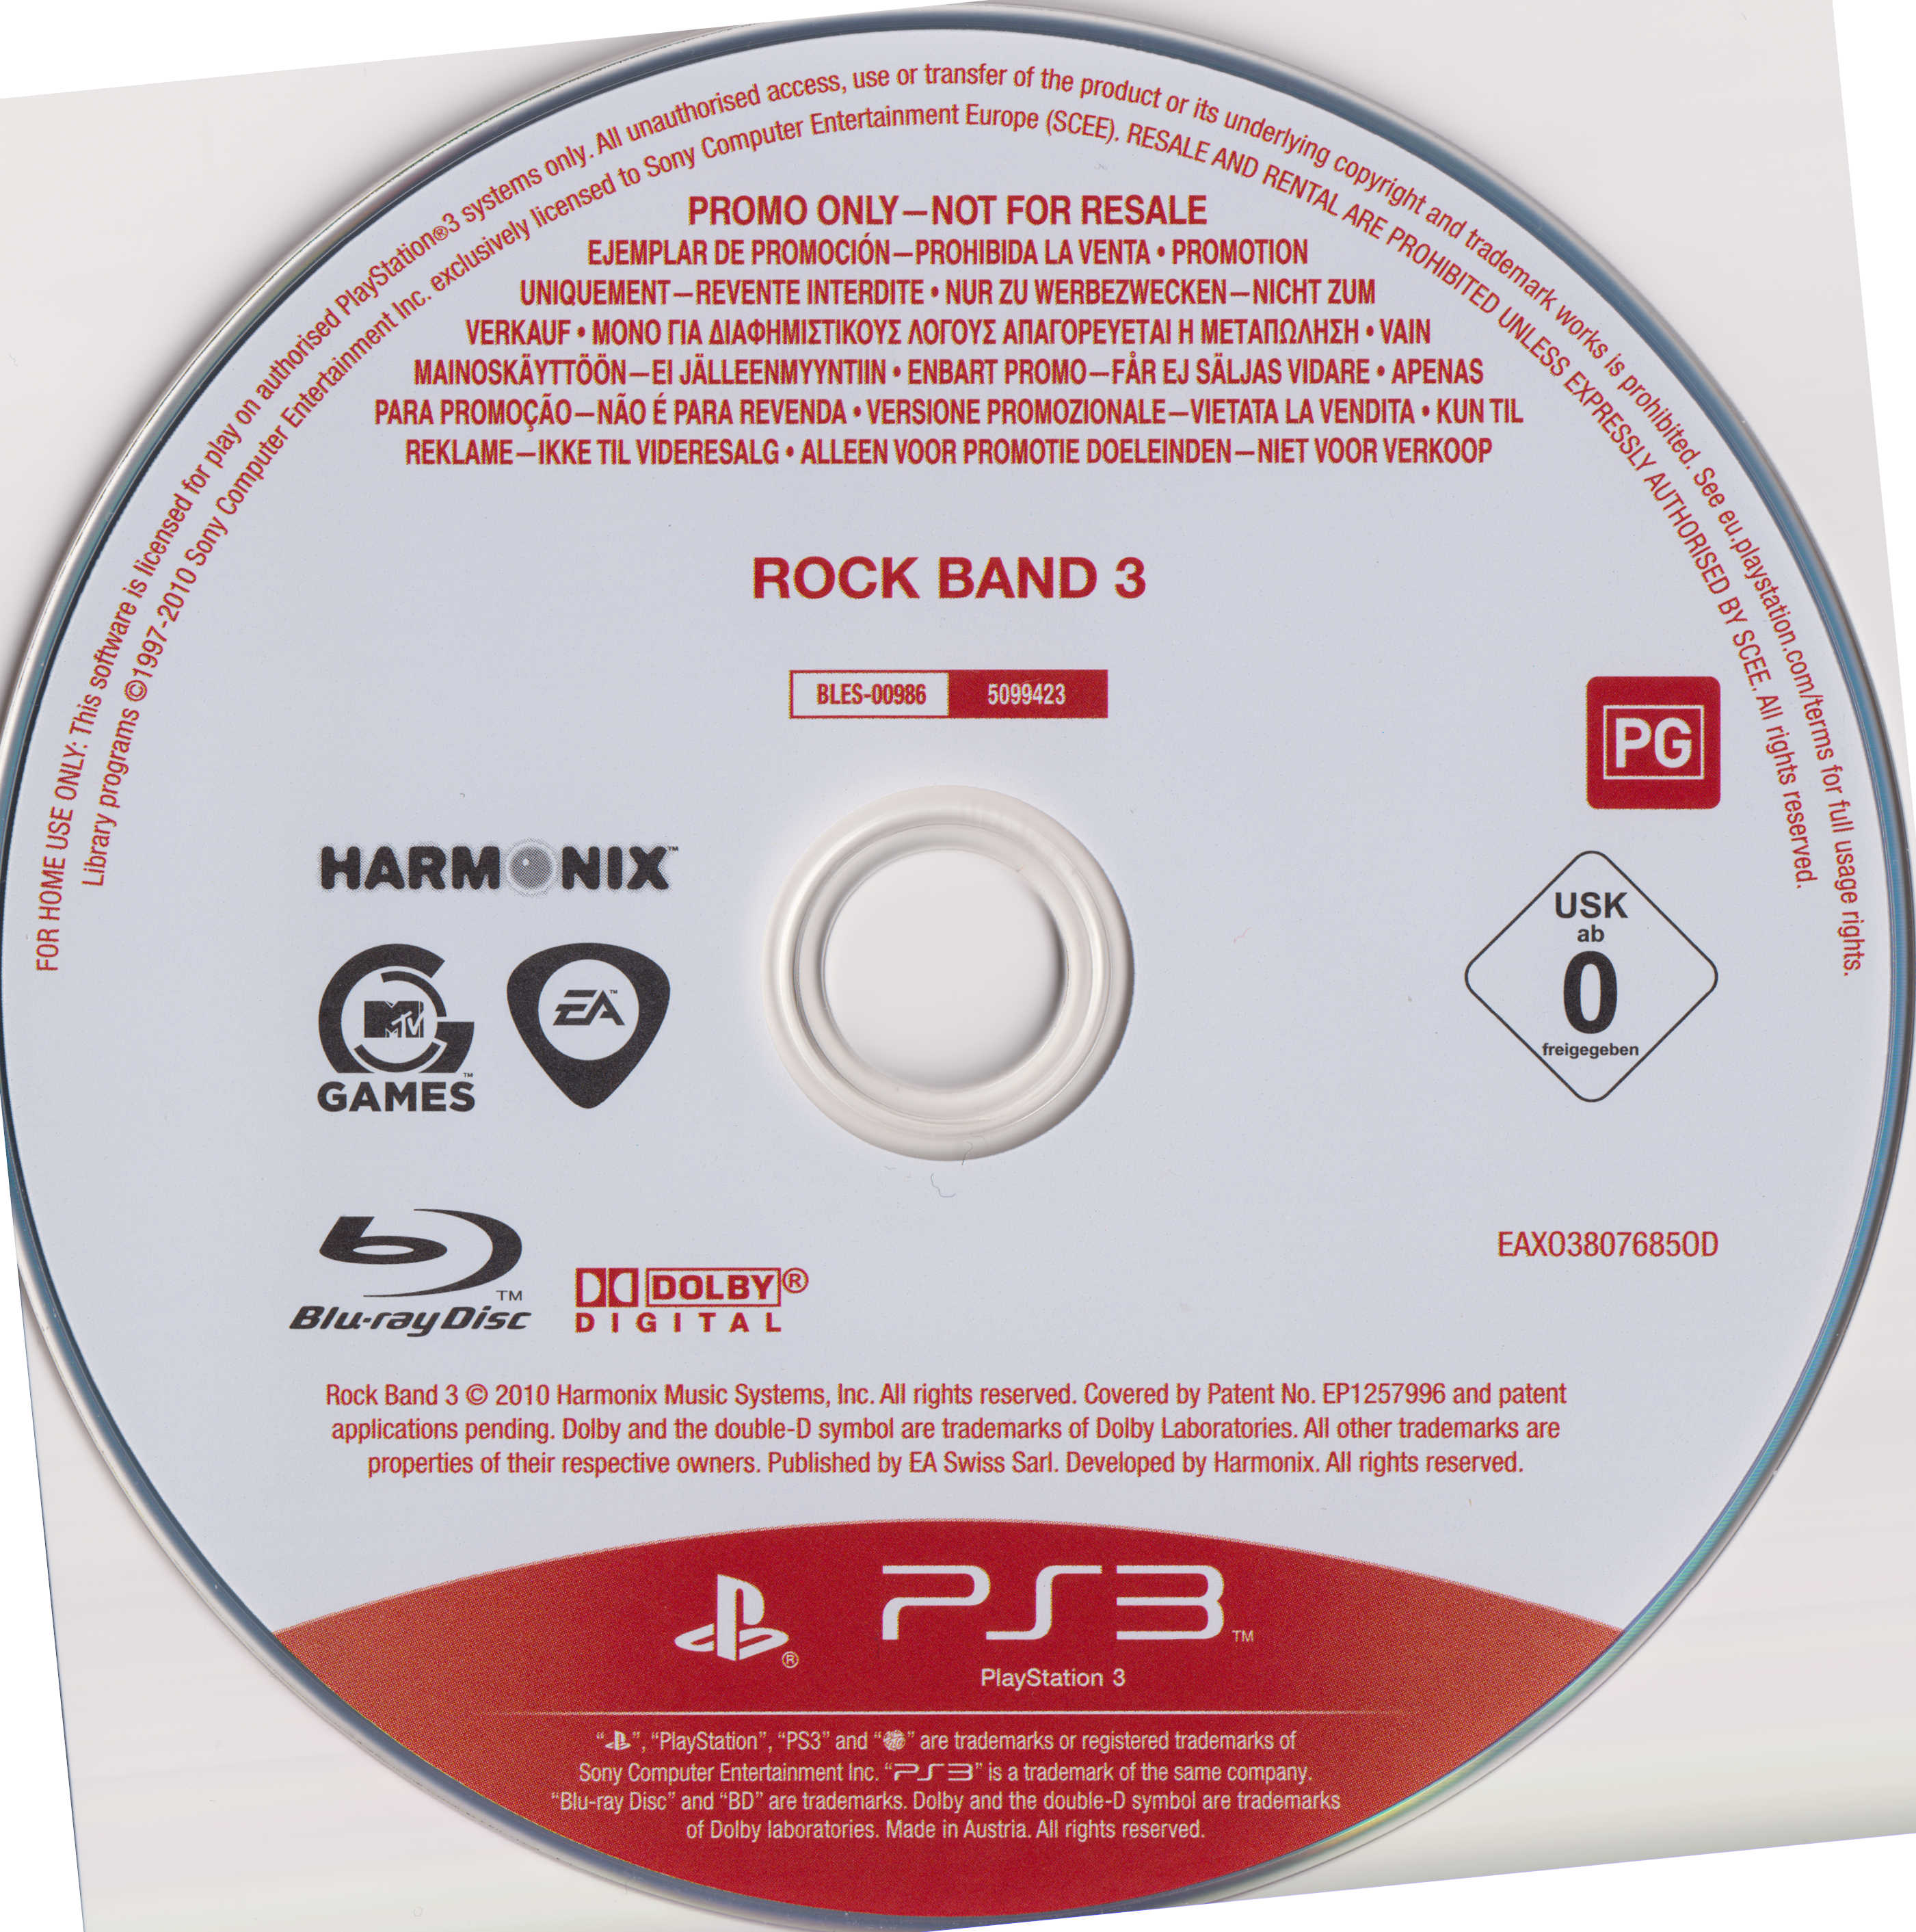 FOR HOME USE ONLY: This software is licensed for play on authorised PlayStation®3 systems only. All unauthorised access, use or transfer of the product or its underlying copyright and trademark works is prohibited. See eu.playstation.com/terms for full usage rights.
Library programs ©1997-2010 Sony Computer Entertainment Inc. exclusively licensed to Sony Computer Entertainment Europe (SCEE). RESALE AND RENTAL ARE PROHIBITED UNLESS EXPRESSLY AUTHORISED BY SCEE. All rights reserved.
PROMO ONLY—NOT FOR RESALE
EJEMPLAR DE PROMOCIÓN—PROHIBIDA LA VENTA • PROMOTION
UNIQUEMENT—REVENTE INTERDITE • NUR ZU WERBEZWECKEN—NICHT ZUM
VERKAUF • ΜΟΝΟ ΓΙΑ ΔΙΑΦΗΜΙΣΤΙΚΟΥΣ ΛΟΓΟΥΣ ΑΠΑΓΟΡΕΥΕΤΑΙ Η ΜΕΤΑΠΩΛΗΣΗ • VAIN
MAINOSKÄYTTÖÖN—EI JÄLLEENMYYNTIIN • ENBART PROMO—FÅR EJ SÄLJAS VIDARE • APENAS
PARA PROMOÇÃO—NÃO É PARA REVENDA • VERSIONE PROMOZIONALE—VIETATA LA VENDITA • KUN TIL
REKLAME—IKKE TIL VIDERESALG • ALLEEN VOOR PROMOTIE DOELEINDEN—NIET VOOR VERKOOP
ROCK BAND 3
BLES-00986 5099423
PG
HARMONIX™
USK
ab
0
freigegeben
MTV
GAMES™
EA™
EAXO3807685OD
Blu-ray Disc™
DOLBY®
DIGITAL
Rock Band 3 © 2010 Harmonix Music Systems, Inc. All rights reserved. Covered by Patent No. EP1257996 and patent
applications pending. Dolby and the double-D symbol are trademarks of Dolby Laboratories. All other trademarks are
properties of their respective owners. Published by EA Swiss Sarl. Developed by Harmonix. All rights reserved.
® PS3™
PlayStation 3
“ ”, “PlayStation”, “PS3” and “ ” are trademarks or registered trademarks of
Sony Computer Entertainment Inc. “PS3” is a trademark of the same company.
“Blu-ray Disc” and “BD” are trademarks. Dolby and the double-D symbol are trademarks
of Dolby laboratories. Made in Austria. All rights reserved.